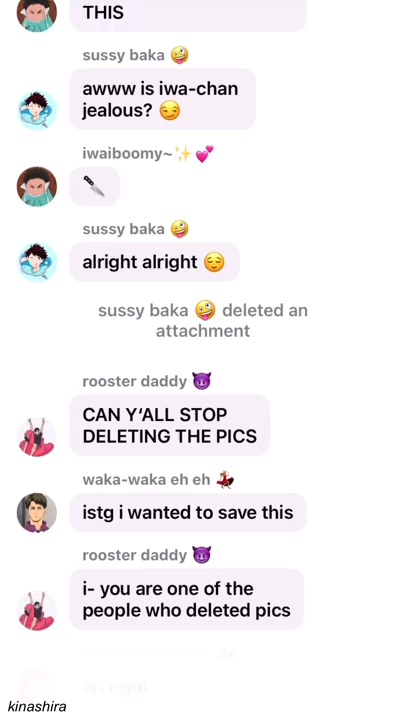 THIS
sussy baka 🤪
awww is iwa-chan
jealous? 😏
iwaiboomy~✨💕
🔪
sussy baka 🤪
alright alright 😌
sussy baka 🤪 deleted an
attachment
rooster daddy 😈
CAN Y'ALL STOP
DELETING THE PICS
waka-waka eh eh 💃
istg i wanted to save this
rooster daddy 😈
i- you are one of the
people who deleted pics
kinashira